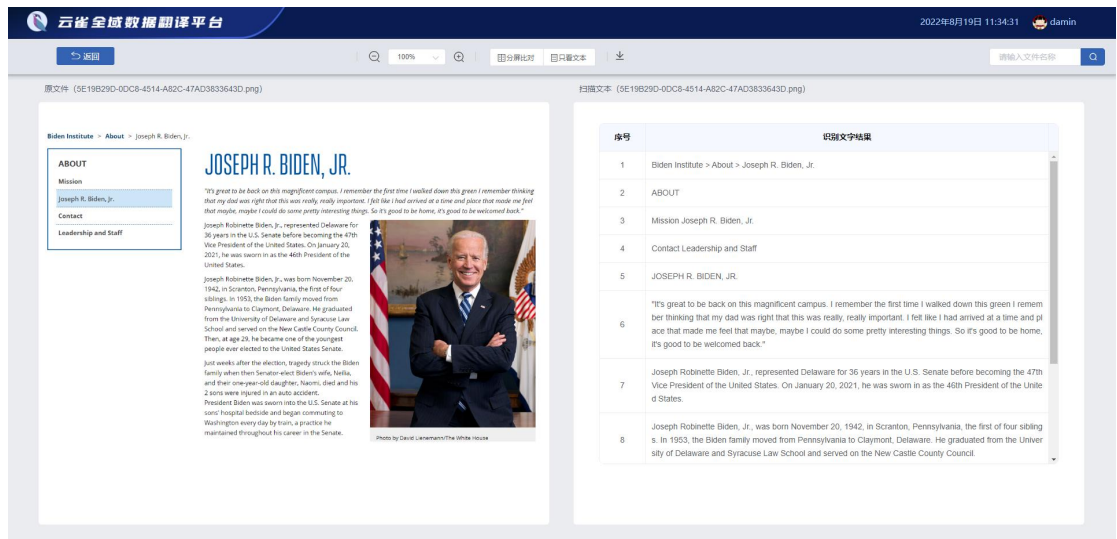 云雀全域数据翻译平台
2022年8月19日 11:34:31 damin
返回
100%
分屏比对
只看文本
请输入文件名称
原文件（5E19B29D-0DC8-4514-A82C-47AD3833643D.png）
Biden Institute > About > Joseph R. Biden, Jr.
ABOUT
Mission
Joseph R. Biden, Jr.
Contact
Leadership and Staff
JOSEPH R. BIDEN, JR.
"It's great to be back on this magnificent campus. I remember the first time I walked down this green I remember thinking
that my dad was right that this was really, really important. I felt like I had arrived at a time and place that made me feel
that maybe, maybe I could do some pretty interesting things. So it's good to be home, it's good to be welcomed back."
Joseph Robinette Biden, Jr., represented Delaware for
36 years in the U.S. Senate before becoming the 47th
Vice President of the United States. On January 20,
2021, he was sworn in as the 46th President of the
United States.
Joseph Robinette Biden, Jr., was born November 20,
1942, in Scranton, Pennsylvania, the first of four
siblings. In 1953, the Biden family moved from
Pennsylvania to Claymont, Delaware. He graduated
from the University of Delaware and Syracuse Law
School and served on the New Castle County Council.
Then, at age 29, he became one of the youngest
people ever elected to the United States Senate.
Just weeks after the election, tragedy struck the Biden
family when then Senator-elect Biden's wife, Neilia,
and their one-year-old daughter, Naomi, died and his
2 sons were injured in an auto accident.
President Biden was sworn into the U.S. Senate at his
sons' hospital bedside and began commuting to
Washington every day by train, a practice he
maintained throughout his career in the Senate.
Photo by David Lienemann/The White House
扫描文本（5E19B29D-0DC8-4514-A82C-47AD3833643D.png）
序号 识别文字结果
1 Biden Institute > About > Joseph R. Biden, Jr.
2 ABOUT
3 Mission Joseph R. Biden, Jr.
4 Contact Leadership and Staff
5 JOSEPH R. BIDEN, JR.
6 "It's great to be back on this magnificent campus. I remember the first time I walked down this green I remem
ber thinking that my dad was right that this was really, really important. I felt like I had arrived at a time and pl
ace that made me feel that maybe, maybe I could do some pretty interesting things. So it's good to be home,
it's good to be welcomed back."
7 Joseph Robinette Biden, Jr., represented Delaware for 36 years in the U.S. Senate before becoming the 47th
Vice President of the United States. On January 20, 2021, he was sworn in as the 46th President of the Unite
d States.
8 Joseph Robinette Biden, Jr., was born November 20, 1942, in Scranton, Pennsylvania, the first of four sibling
s. In 1953, the Biden family moved from Pennsylvania to Claymont, Delaware. He graduated from the Univer
sity of Delaware and Syracuse Law School and served on the New Castle County Council.